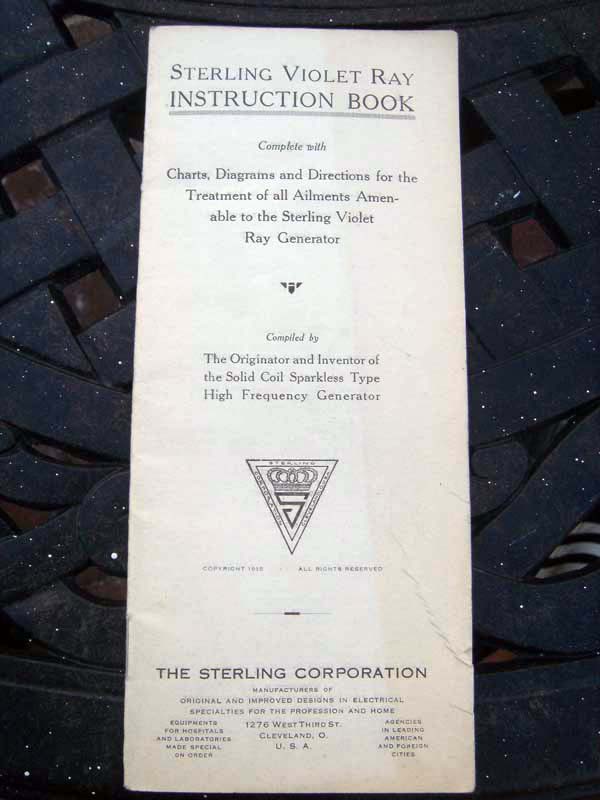 STERLING VIOLET RAY
INSTRUCTION BOOK
Complete with
Charts, Diagrams and Directions for the
Treatment of all Ailments Amen-
able to the Sterling Violet
Ray Generator
Compiled by
The Originator and Inventor of
the Solid Coil Sparkless Type
High Frequency Generator
STERLING
S
COPYRIGHT · ALL RIGHTS RESERVED
THE STERLING CORPORATION
MANUFACTURERS OF
ORIGINAL AND IMPROVED DESIGNS IN ELECTRICAL
SPECIALTIES FOR THE PROFESSION AND HOME
EQUIPMENTS
FOR HOSPITALS
AND LABORATORIES
MADE SPECIAL
ON ORDER
1276 WEST THIRD ST.
CLEVELAND, O.
U. S. A.
AGENCIES
IN LEADING
AMERICAN
AND FOREIGN
CITIES